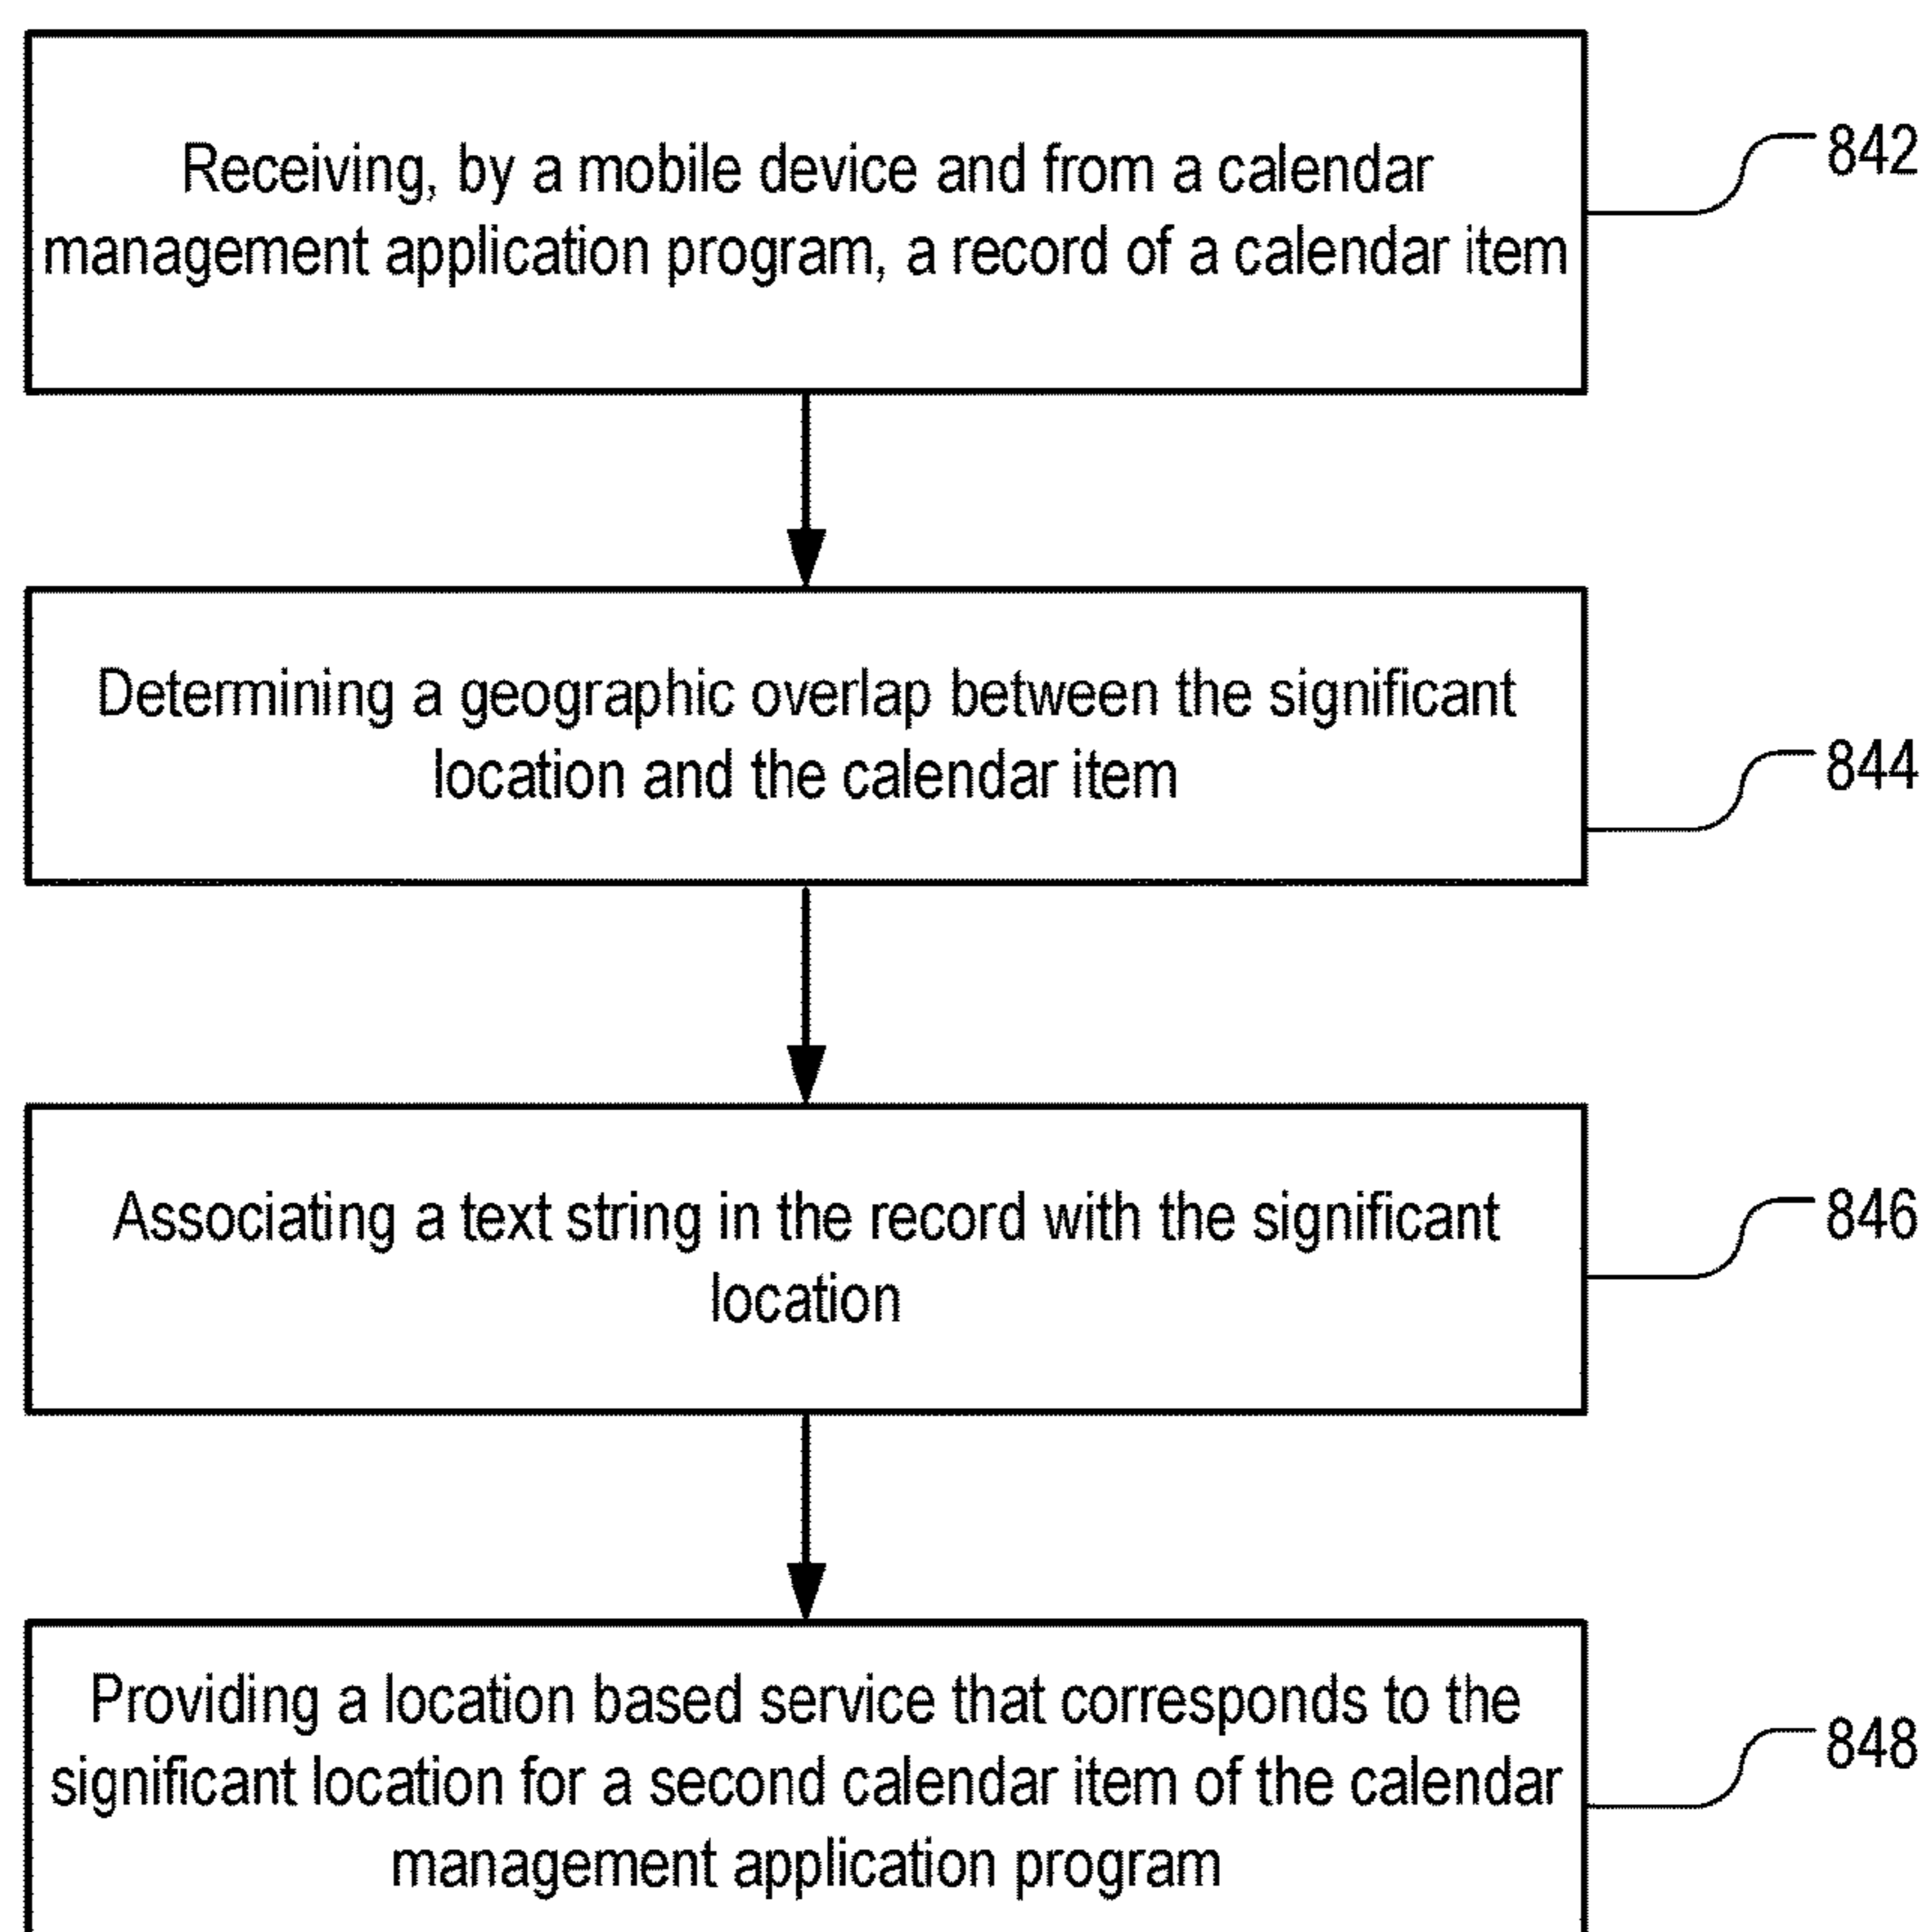 Receiving, by a mobile device and from a calendar
management application program, a record of a calendar item
842
Determining a geographic overlap between the significant
location and the calendar item
844
Associating a text string in the record with the significant
location
846
Providing a location based service that corresponds to the
significant location for a second calendar item of the calendar
management application program
848